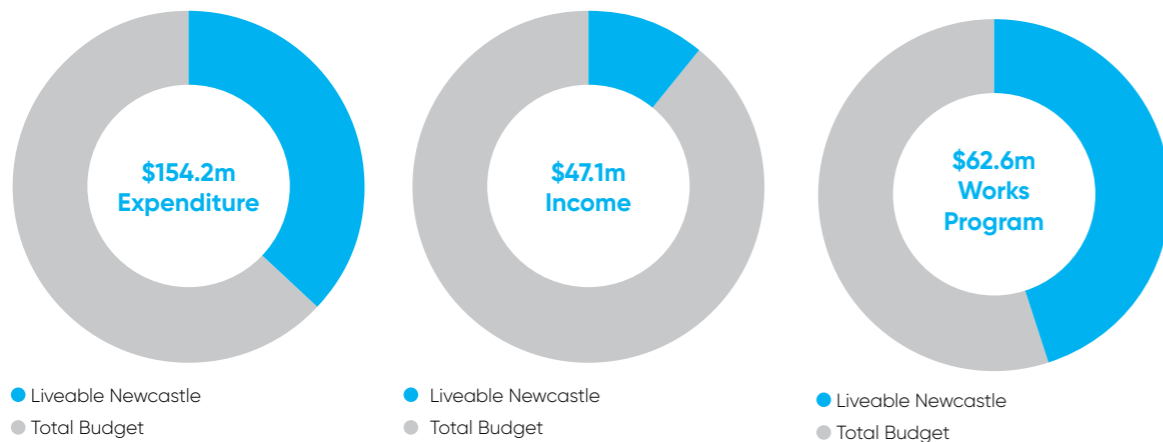 $154.2m
Expenditure
Liveable Newcastle
Total Budget
$47.1m
Income
Liveable Newcastle
Total Budget
$62.6m
Works
Program
Liveable Newcastle
Total Budget